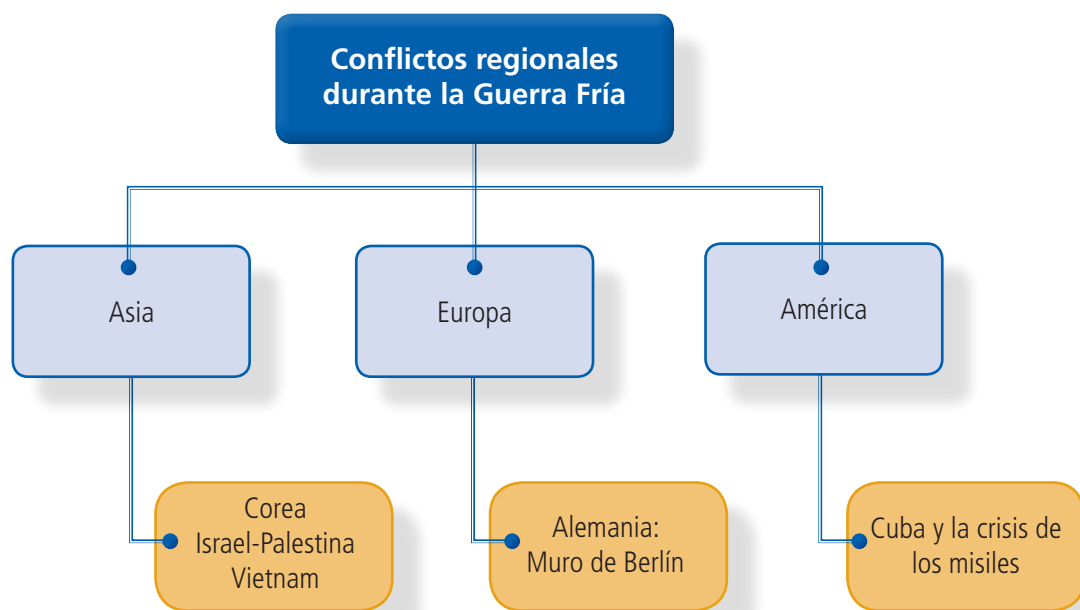 Conflictos regionales
durante la Guerra Fría
Asia
Europa
América
Corea
Israel-Palestina
Vietnam
Alemania:
Muro de Berlín
Cuba y la crisis de
los misiles